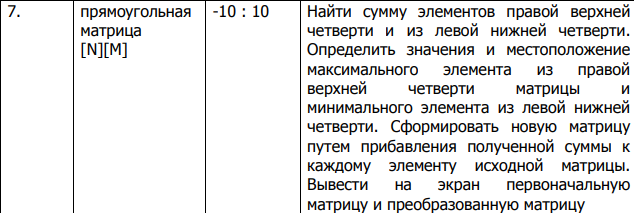 7.
прямоугольная
матрица
[N][M]
-10 : 10
Найти сумму элементов правой верхней
четверти и из левой нижней четверти.
Определить значения и местоположение
максимального элемента из правой
верхней четверти матрицы и
минимального элемента из левой нижней
четверти. Сформировать новую матрицу
путем прибавления полученной суммы к
каждому элементу исходной матрицы.
Вывести на экран первоначальную
матрицу и преобразованную матрицу